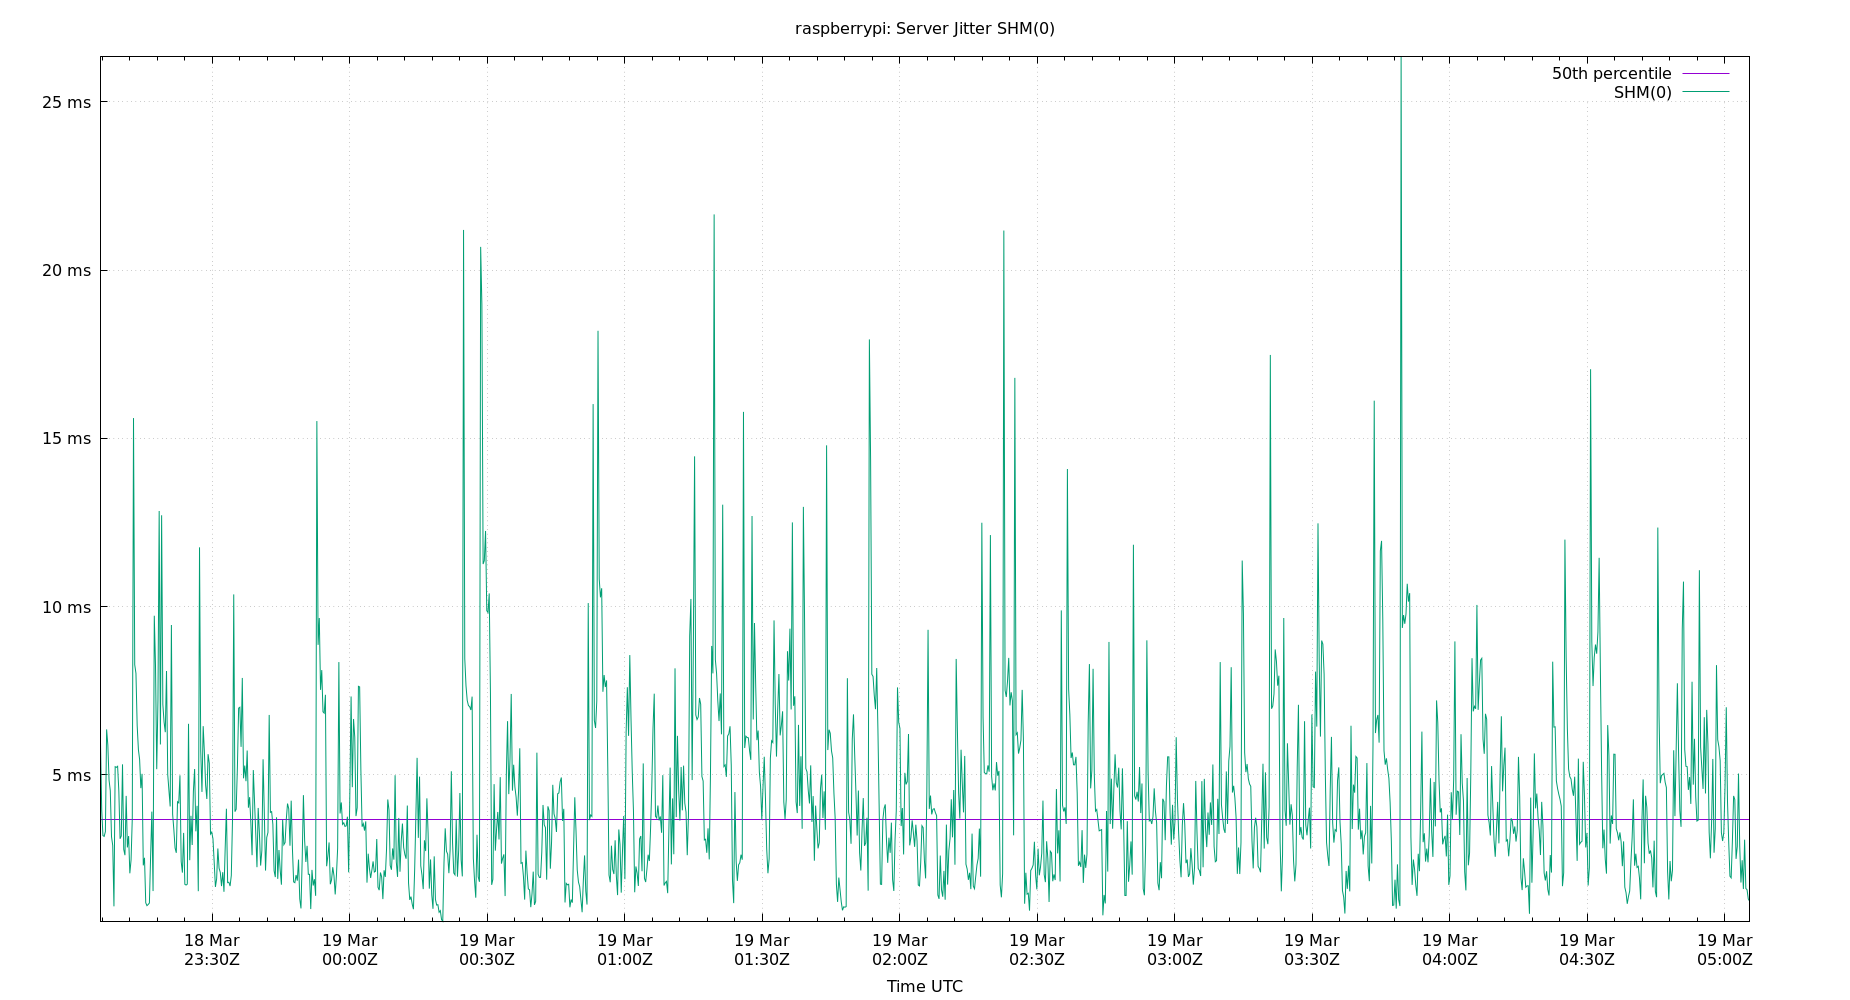 raspberrypi: Server Jitter SHM(0)
50th percentile
SHM(0)
25 ms
20 ms
15 ms
10 ms
5 ms
18 Mar 19 Mar 19 Mar 19 Mar 19 Mar 19 Mar 19 Mar 19 Mar 19 Mar 19 Mar 19 Mar 19 Mar
23:30Z 00:00Z 00:30Z 01:00Z 01:30Z 02:00Z 02:30Z 03:00Z 03:30Z 04:00Z 04:30Z 05:00Z
Time UTC